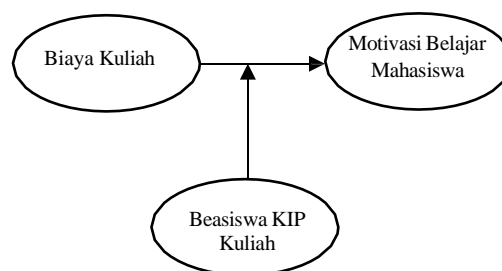 Biaya Kuliah
Motivasi Belajar
Mahasiswa
Beasiswa KIP
Kuliah